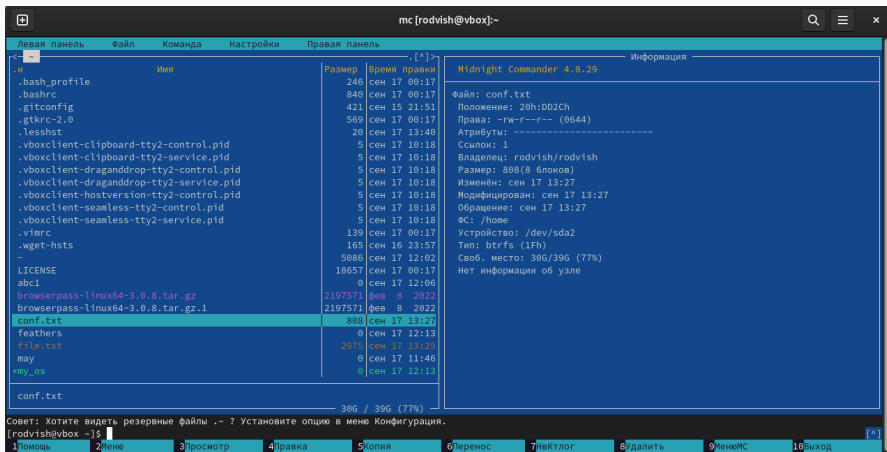 mc [rodvish@vbox]:~
Левая панель Файл Команда Настройки Правая панель
<- ~ .[^]>
.и Имя Размер Время правки
.bash_profile 246 сен 17 00:17
.bashrc 840 сен 17 00:17
.gitconfig 421 сен 15 21:51
.gtkrc-2.0 569 сен 17 00:17
.lesshst 20 сен 17 13:40
.vboxclient-clipboard-tty2-control.pid 5 сен 17 10:18
.vboxclient-clipboard-tty2-service.pid 5 сен 17 10:18
.vboxclient-draganddrop-tty2-control.pid 5 сен 17 10:18
.vboxclient-draganddrop-tty2-service.pid 5 сен 17 10:18
.vboxclient-hostversion-tty2-control.pid 5 сен 17 10:18
.vboxclient-seamless-tty2-control.pid 5 сен 17 10:18
.vboxclient-seamless-tty2-service.pid 5 сен 17 10:18
.vimrc 139 сен 17 00:17
.wget-hsts 165 сен 16 23:57
~ 5086 сен 17 12:02
LICENSE 18657 сен 17 00:17
abc1 0 сен 17 12:06
browserpass-linux64-3.0.8.tar.gz 2197571 фев 8 2022
browserpass-linux64-3.0.8.tar.gz.1 2197571 фев 8 2022
conf.txt 808 сен 17 13:27
feathers 0 сен 17 12:13
file.txt 2975 сен 17 13:25
may 0 сен 17 11:46
*my_os 0 сен 17 12:13
conf.txt
30G / 39G (77%)
Информация
Midnight Commander 4.8.29
Файл: conf.txt
Положение: 20h:DD2Ch
Права: -rw-r--r-- (0644)
Атрибуты: -------------------------
Ссылок: 1
Владелец: rodvish/rodvish
Размер: 808(8 блоков)
Изменён: сен 17 13:27
Модифицирован: сен 17 13:27
Обращение: сен 17 13:27
ФС: /home
Устройство: /dev/sda2
Тип: btrfs (1Fh)
Своб. место: 30G/39G (77%)
Нет информации об узле
Совет: Хотите видеть резервные файлы .~ ? Установите опцию в меню Конфигурация.
[rodvish@vbox ~]$ [^]
1Помощь 2Меню 3Просмотр 4Правка 5Копия 6Перенос 7НвКтлог 8Удалить 9МенюMC 10Выход